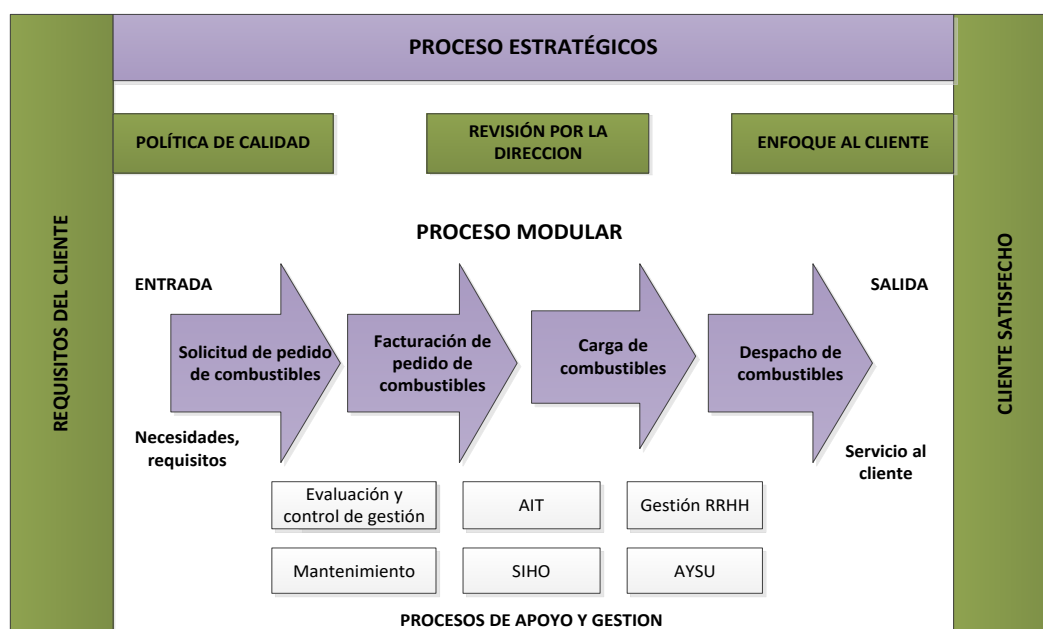 PROCESO ESTRATÉGICOS
POLÍTICA DE CALIDAD
REVISIÓN POR LA
DIRECCION
ENFOQUE AL CLIENTE
REQUISITOS DEL CLIENTE
CLIENTE SATISFECHO
PROCESO MODULAR
ENTRADA
SALIDA
Solicitud de pedido
de combustibles
Facturación de
pedido de
combustibles
Carga de
combustibles
Despacho de
combustibles
Necesidades,
requisitos
Servicio al
cliente
Evaluación y
control de gestión
AIT
Gestión RRHH
Mantenimiento
SIHO
AYSU
PROCESOS DE APOYO Y GESTION